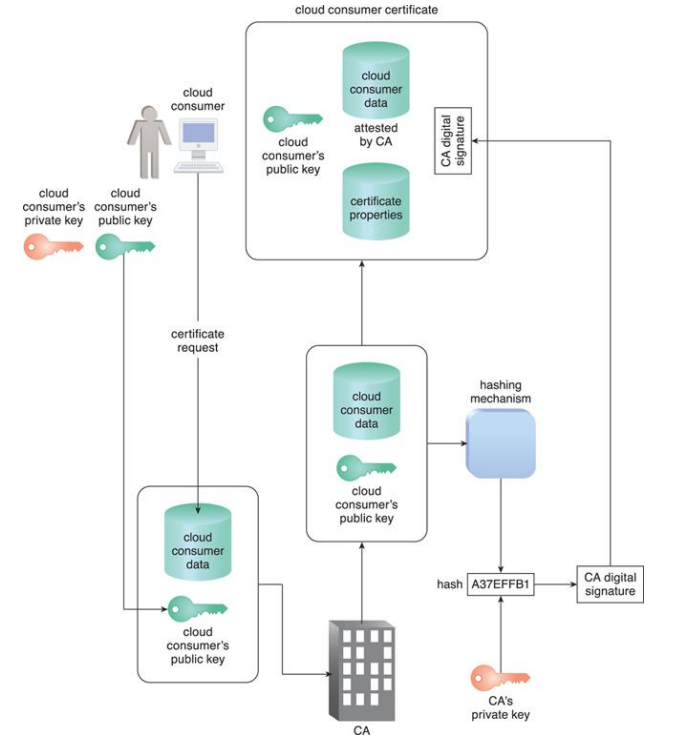 cloud consumer certificate
cloud
consumer
cloud
consumer
data
attested
by CA
cloud
consumer's
public key
CA digital
signature
certificate
properties
cloud
consumer's
private key
cloud
consumer's
public key
certificate
request
cloud
consumer
data
cloud
consumer's
public key
hashing
mechanism
cloud
consumer
data
cloud
consumer's
public key
hash
A37EFFB1
CA digital
signature
CA's
private key
CA